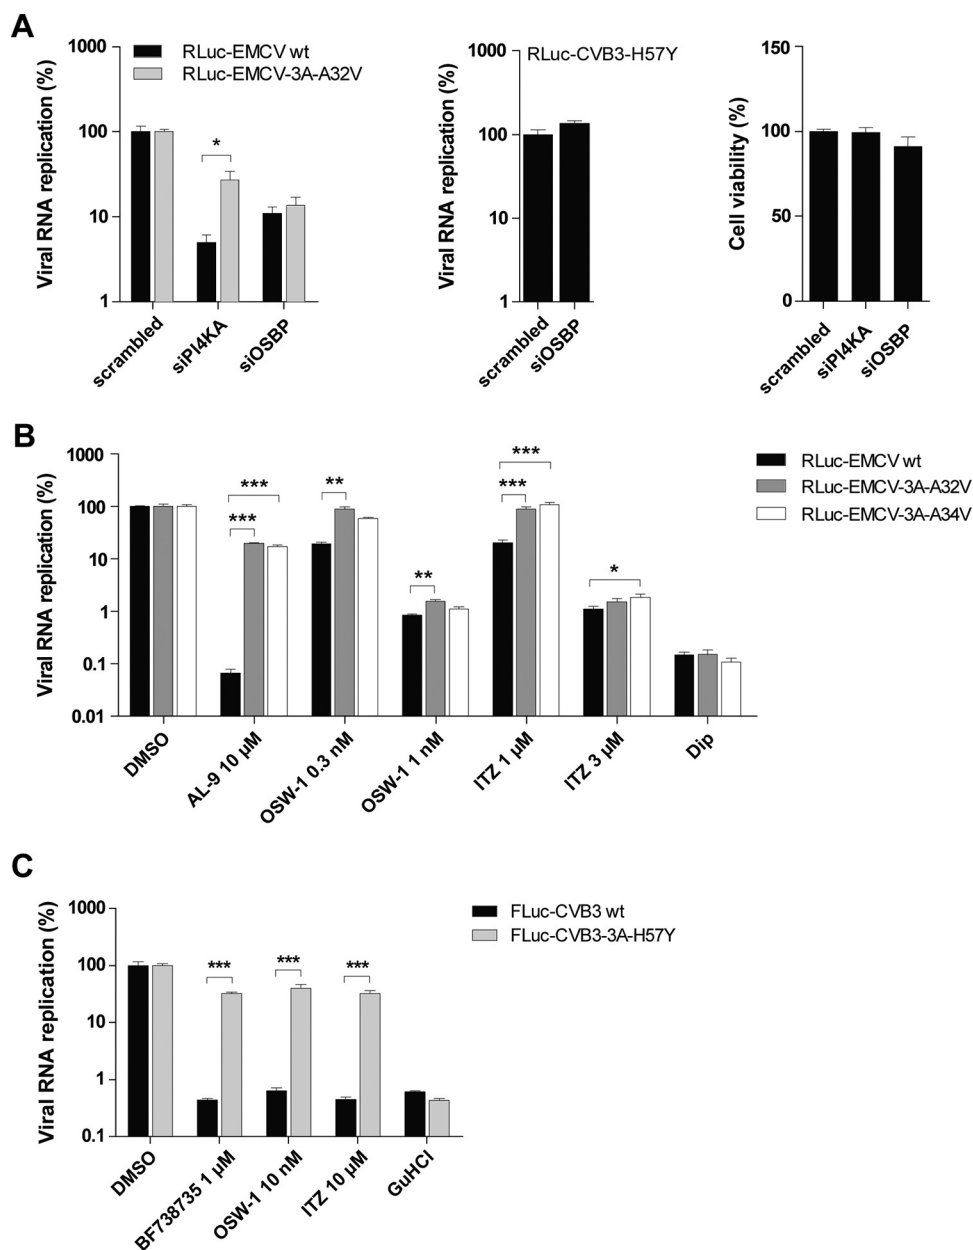 A
Viral RNA replication (%)
1000
100
10
1
RLuc-EMCV wt
RLuc-EMCV-3A-A32V
*
scrambled
siPI4KA
siOSBP
Viral RNA replication (%)
1000
100
10
1
RLuc-CVB3-H57Y
scrambled
siOSBP
Cell viability (%)
150
100
50
0
scrambled
siPI4KA
siOSBP
B
Viral RNA replication (%)
1000
100
10
1
0.1
0.01
***
***
**
**
***
***
*
RLuc-EMCV wt
RLuc-EMCV-3A-A32V
RLuc-EMCV-3A-A34V
DMSO
AL-9 10 µM
OSW-1 0.3 nM
OSW-1 1 nM
ITZ 1 µM
ITZ 3 µM
Dip
C
Viral RNA replication (%)
1000
100
10
1
0.1
***
***
***
FLuc-CVB3 wt
FLuc-CVB3-3A-H57Y
DMSO
BF738735 1 µM
OSW-1 10 nM
ITZ 10 µM
GuHCl